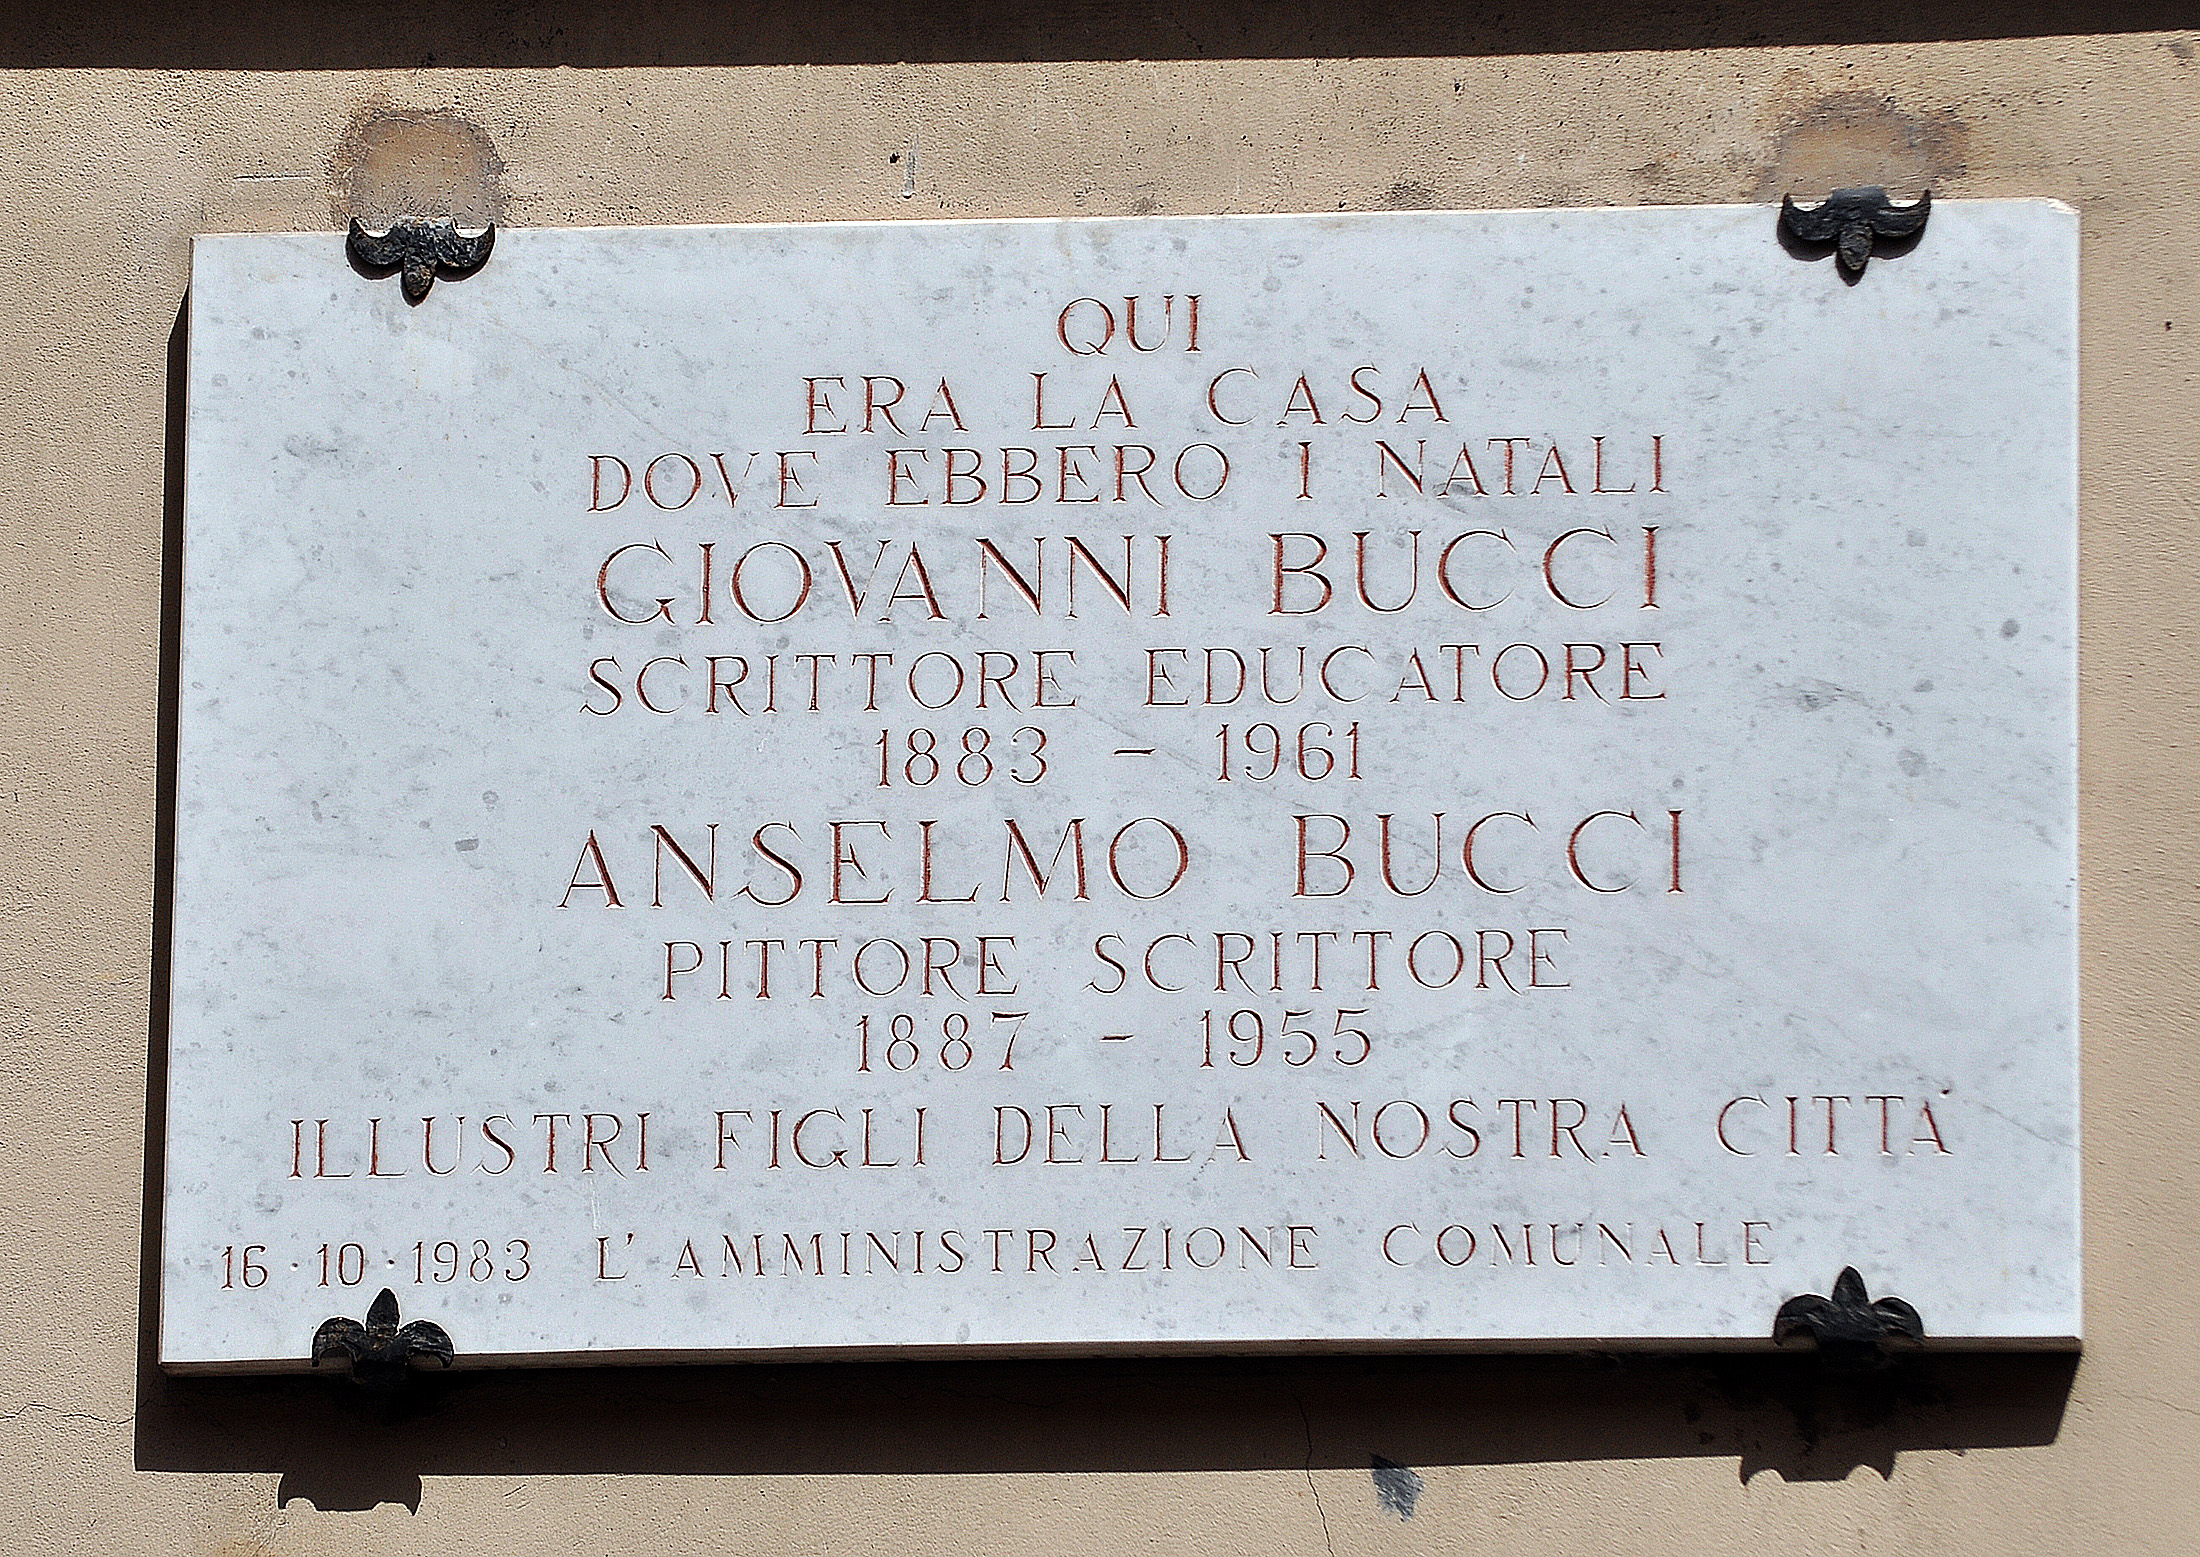 QUI
ERA LA CASA
DOVE EBBERO I NATALI
GIOVANNI BUCCI
SCRITTORE EDUCATORE
1883 - 1961
ANSELMO BUCCI
PITTORE SCRITTORE
1887 - 1955
ILLUSTRI FIGLI DELLA NOSTRA CITTA'
16·10·1983 L'AMMINISTRAZIONE COMUNALE